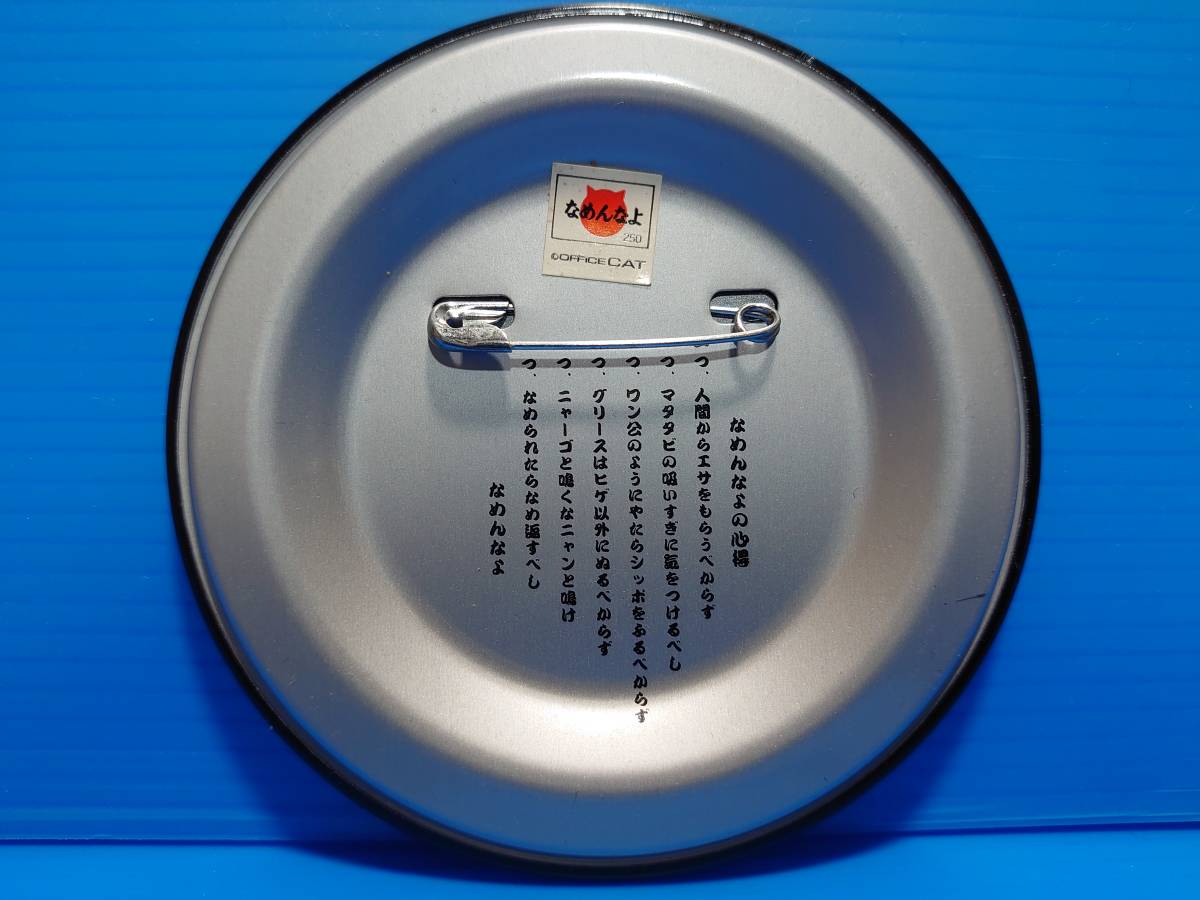 なめんなよ
250
©OFFICE CAT
なめんなよの心得
つ、人間からエサをもらうべからず
つ、マタタビの吸いすぎに気をつけるべし
つ、ワン公のようにやたらシッポをふるべからず
つ、グリースはヒゲ以外にぬるべからず
つ、ニャーゴと鳴くなニャンと鳴け
つ、なめられたらなめ返すべし
なめんなよ